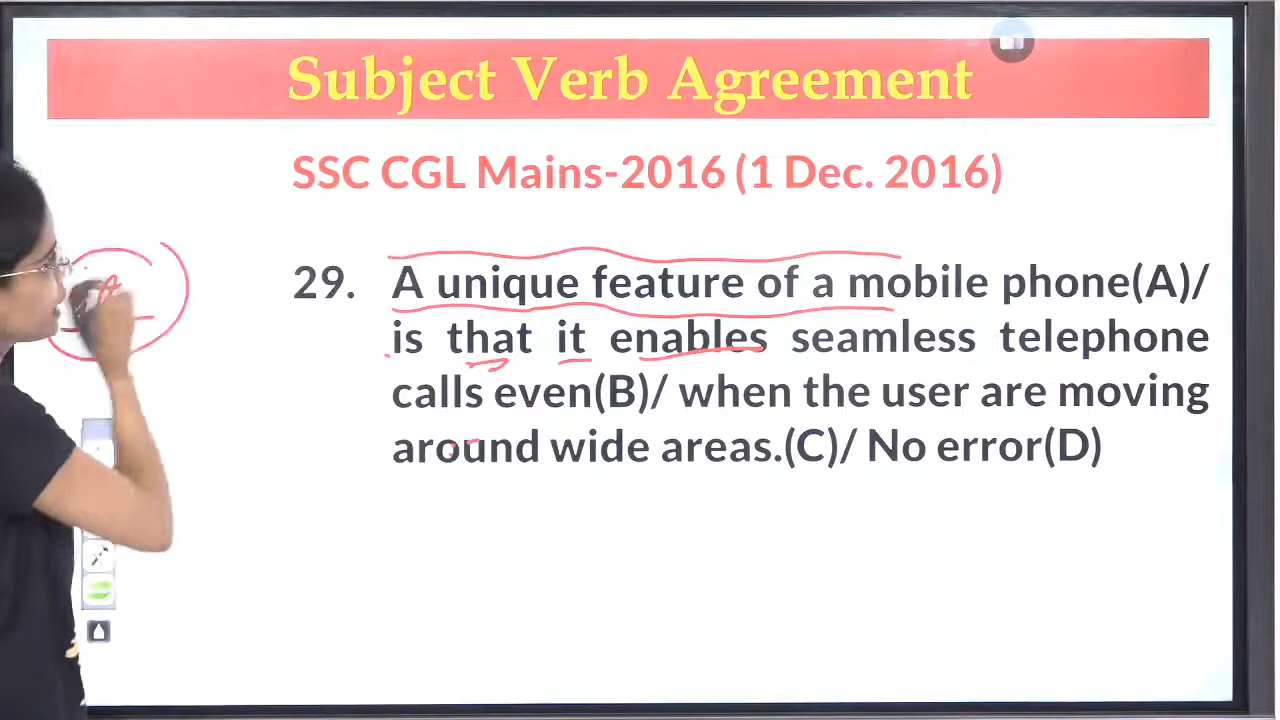 Subject Verb Agreement
SSC CGL Mains-2016 (1 Dec. 2016)
29. A unique feature of a mobile phone(A)/
is that it enables seamless telephone
calls even(B)/ when the user are moving
around wide areas.(C)/ No error(D)